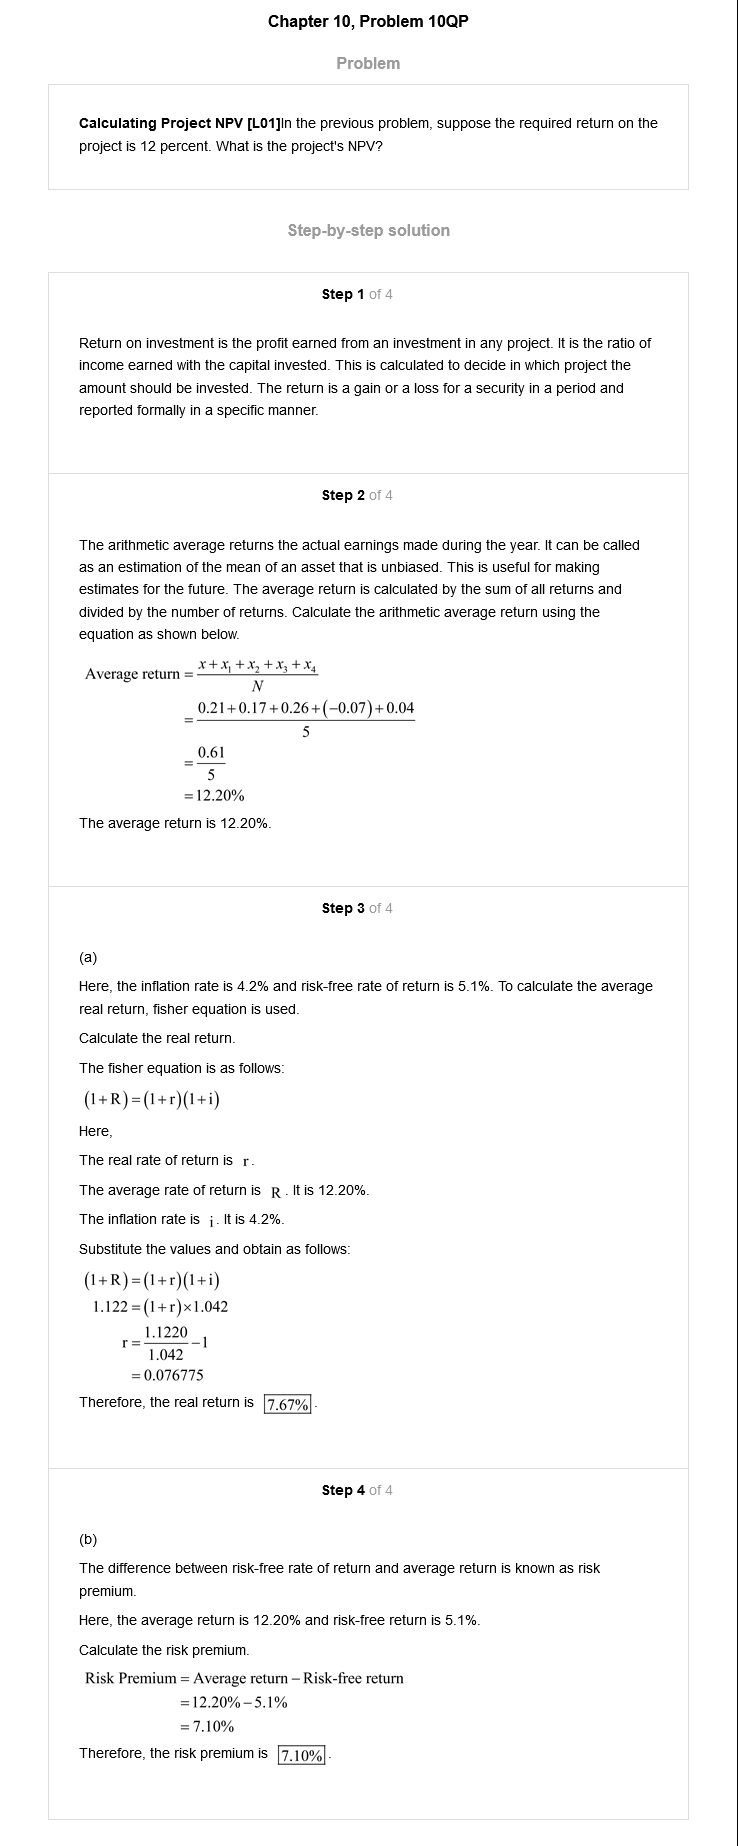 Chapter 10, Problem 10QP
Problem
Calculating Project NPV [L01]In the previous problem, suppose the required return on the
project is 12 percent. What is the project's NPV?
Step-by-step solution
Step 1 of 4
Return on investment is the profit earned from an investment in any project. It is the ratio of
income earned with the capital invested. This is calculated to decide in which project the
amount should be invested. The return is a gain or a loss for a security in a period and
reported formally in a specific manner.
Step 2 of 4
The arithmetic average returns the actual earnings made during the year. It can be called
as an estimation of the mean of an asset that is unbiased. This is useful for making
estimates for the future. The average return is calculated by the sum of all returns and
divided by the number of returns. Calculate the arithmetic average return using the
equation as shown below.
Average return = x + x₁ + x₂ + x₃ + x₄
N
= 0.21+0.17+0.26+(−0.07)+0.04
5
= 0.61
5
=12.20%
The average return is 12.20%.
Step 3 of 4
(a)
Here, the inflation rate is 4.2% and risk-free rate of return is 5.1%. To calculate the average
real return, fisher equation is used.
Calculate the real return.
The fisher equation is as follows:
(1+R)=(1+r)(1+i)
Here,
The real rate of return is r.
The average rate of return is R. It is 12.20%.
The inflation rate is i. It is 4.2%.
Substitute the values and obtain as follows:
(1+R)=(1+r)(1+i)
1.122=(1+r)×1.042
r = 1.1220 −1
1.042
= 0.076775
Therefore, the real return is 7.67%.
Step 4 of 4
(b)
The difference between risk-free rate of return and average return is known as risk
premium.
Here, the average return is 12.20% and risk-free return is 5.1%.
Calculate the risk premium.
Risk Premium = Average return − Risk-free return
=12.20%−5.1%
= 7.10%
Therefore, the risk premium is 7.10%.